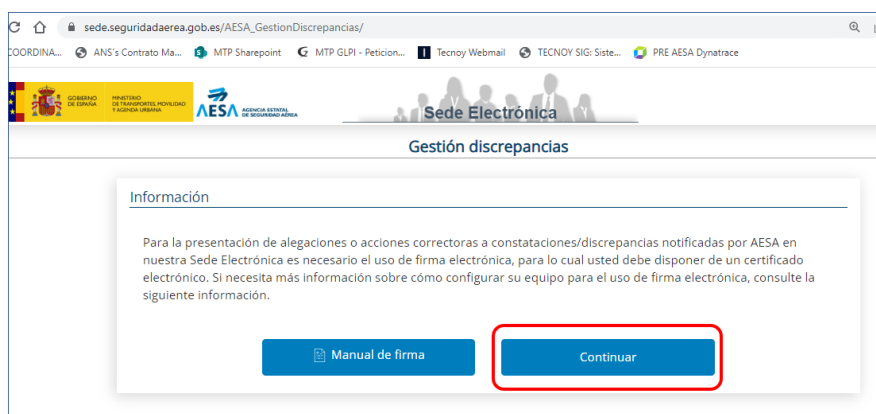 sede.seguridadaerea.gob.es/AESA_GestionDiscrepancias/
COORDINA... ANS's Contrato Ma... MTP Sharepoint MTP GLPI - Peticion... Tecnoy Webmail TECNOY SIG: Siste... PRE AESA Dynatrace
GOBIERNO DE ESPAÑA
MINISTERIO DE TRANSPORTES, MOVILIDAD Y AGENDA URBANA
AESA AGENCIA ESTATAL DE SEGURIDAD AÉREA
Sede Electrónica
Gestión discrepancias
Información
Para la presentación de alegaciones o acciones correctoras a constataciones/discrepancias notificadas por AESA en
nuestra Sede Electrónica es necesario el uso de firma electrónica, para lo cual usted debe disponer de un certificado
electrónico. Si necesita más información sobre cómo configurar su equipo para el uso de firma electrónica, consulte la
siguiente información.
Manual de firma
Continuar